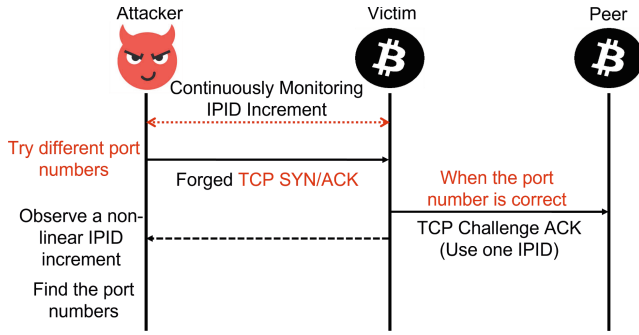 Attacker
Victim
Peer
Continuously Monitoring
IPID Increment
Try different port
numbers
Forged TCP SYN/ACK
When the port
number is correct
TCP Challenge ACK
(Use one IPID)
Observe a non-
linear IPID
increment
Find the port
numbers